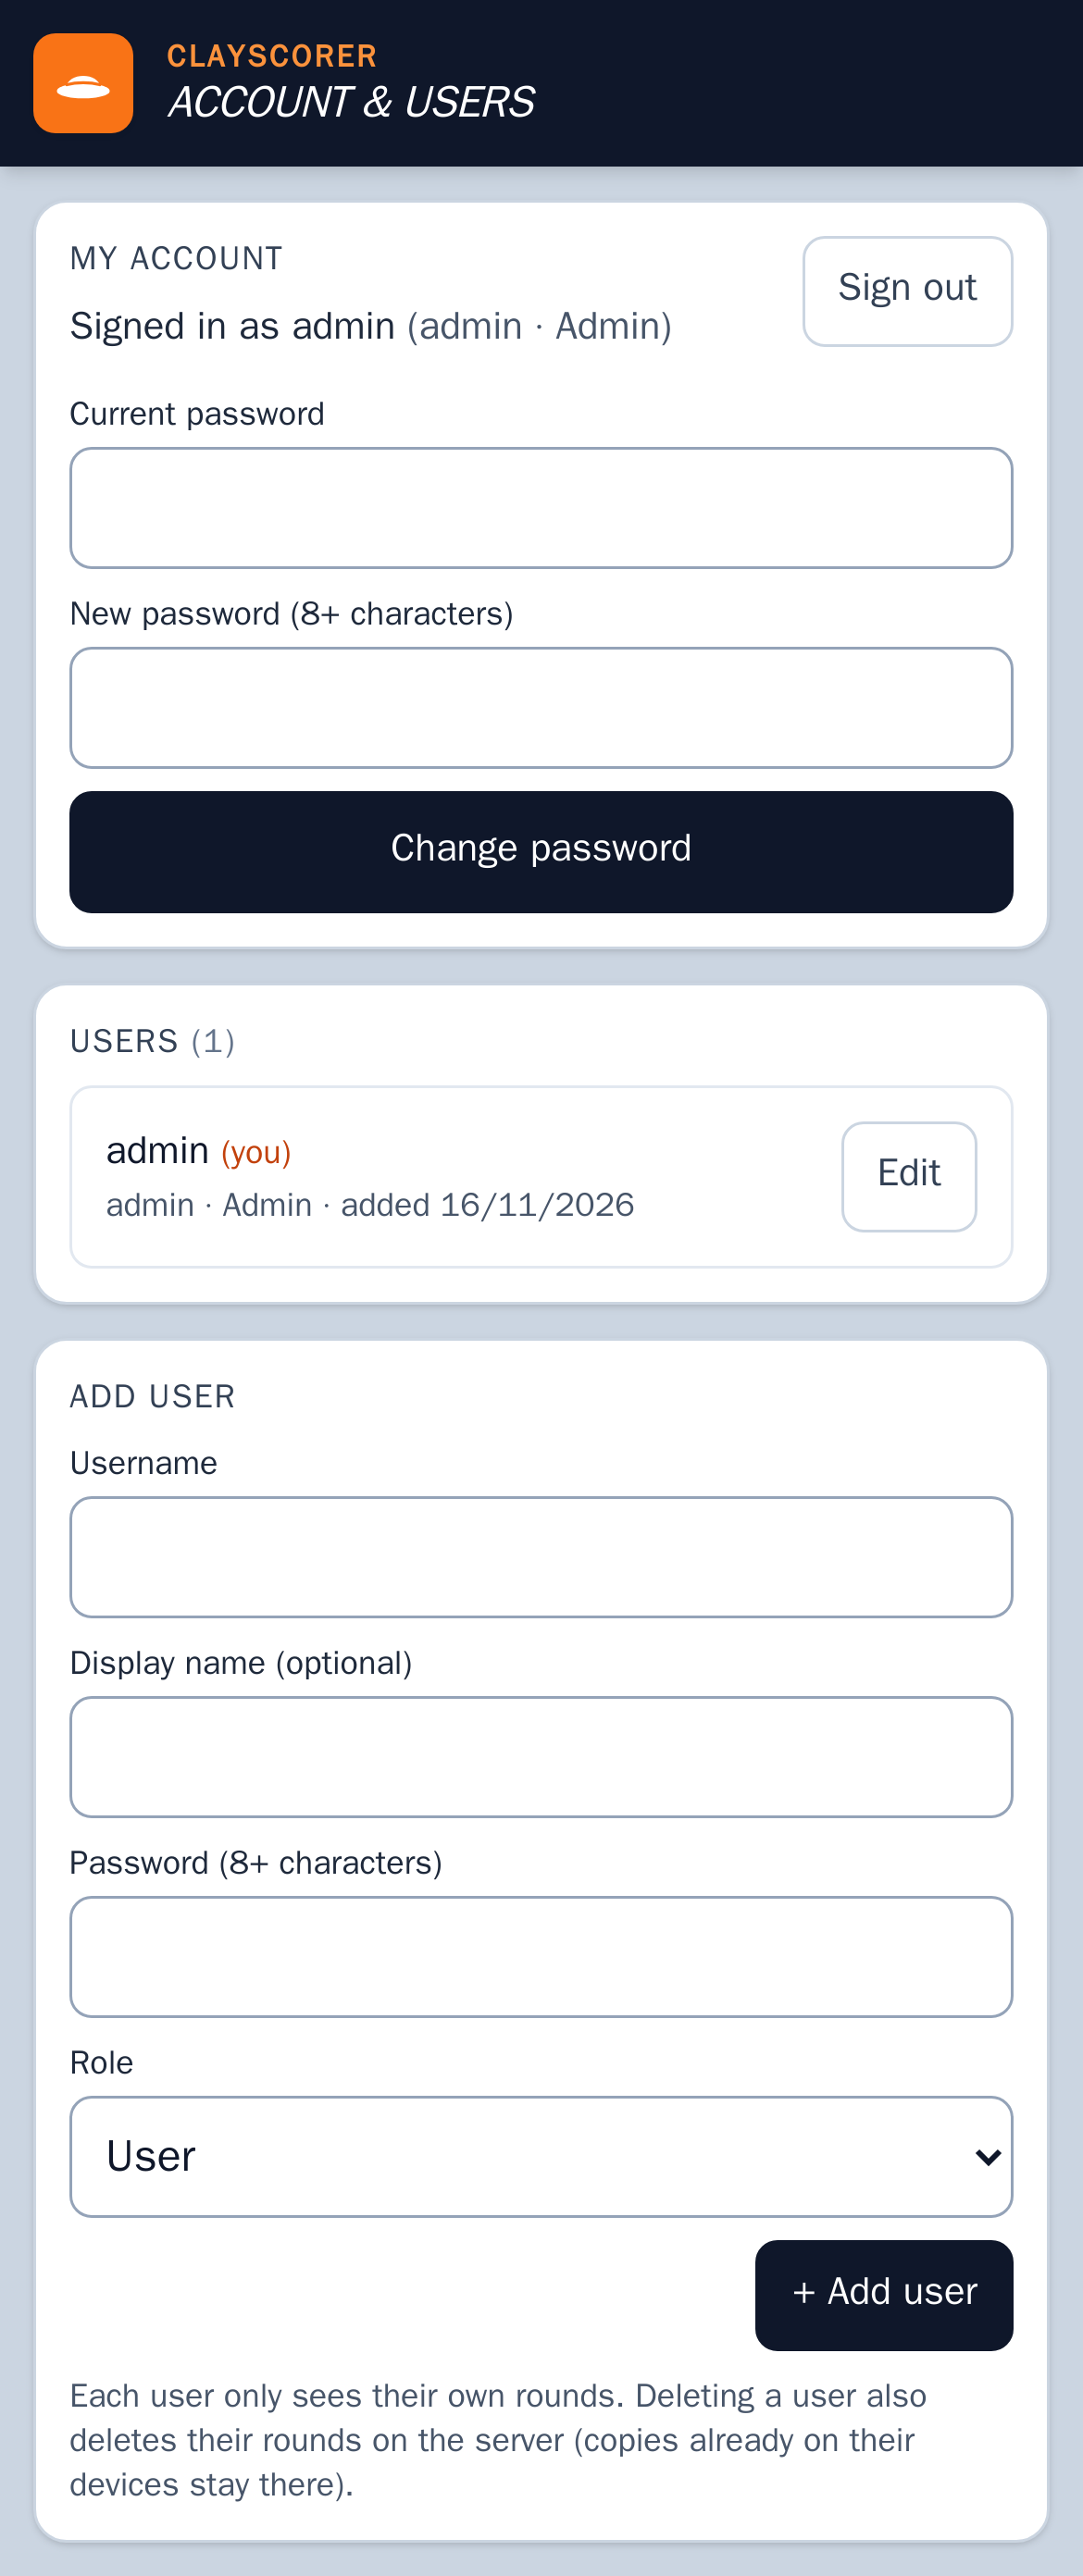 CLAYSCORER
ACCOUNT & USERS
MY ACCOUNT
Sign out
Signed in as admin (admin · Admin)
Current password
New password (8+ characters)
Change password
USERS (1)
admin (you)
Edit
admin · Admin · added 16/11/2026
ADD USER
Username
Display name (optional)
Password (8+ characters)
Role
User
+ Add user
Each user only sees their own rounds. Deleting a user also
deletes their rounds on the server (copies already on their
devices stay there).